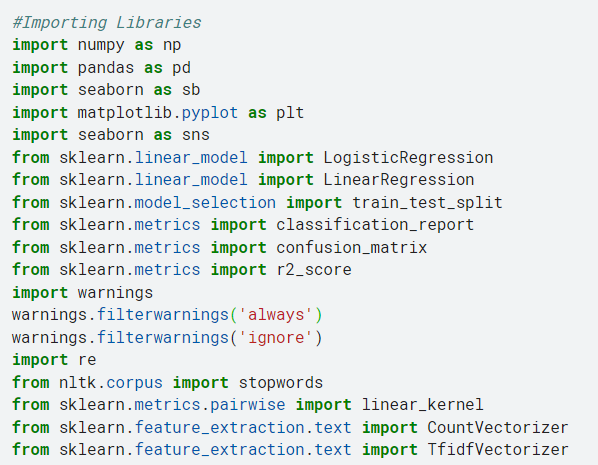 #Importing Libraries
import numpy as np
import pandas as pd
import seaborn as sb
import matplotlib.pyplot as plt
import seaborn as sns
from sklearn.linear_model import LogisticRegression
from sklearn.linear_model import LinearRegression
from sklearn.model_selection import train_test_split
from sklearn.metrics import classification_report
from sklearn.metrics import confusion_matrix
from sklearn.metrics import r2_score
import warnings
warnings.filterwarnings('always')
warnings.filterwarnings('ignore')
import re
from nltk.corpus import stopwords
from sklearn.metrics.pairwise import linear_kernel
from sklearn.feature_extraction.text import CountVectorizer
from sklearn.feature_extraction.text import TfidfVectorizer